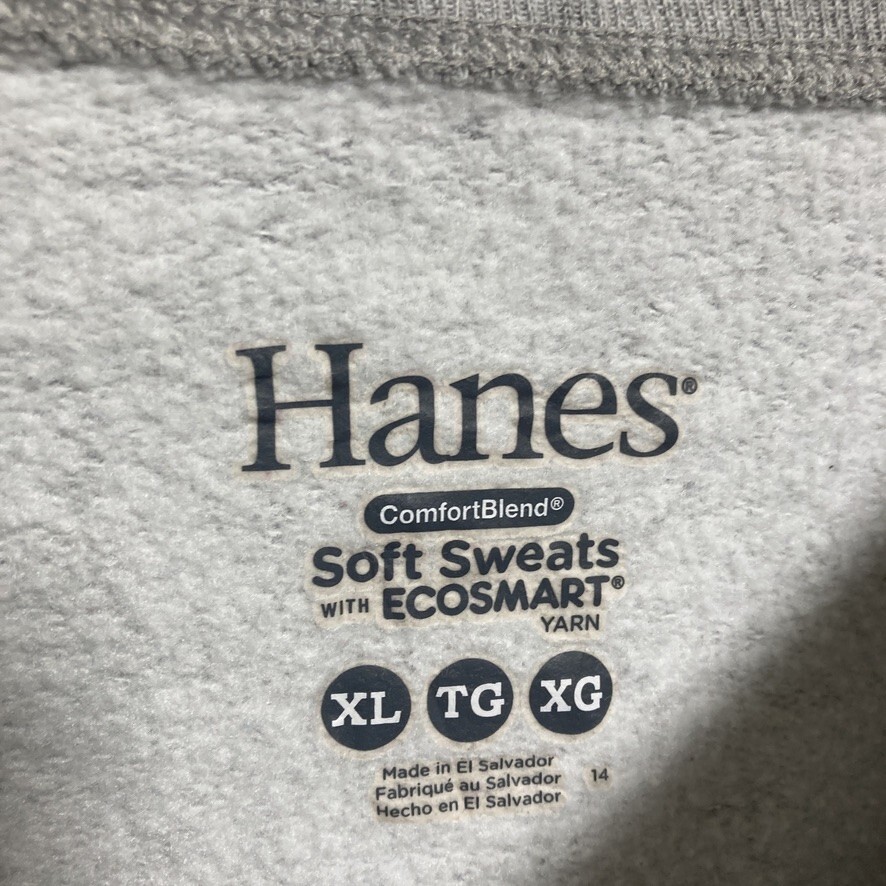 Hanes®
ComfortBlend®
Soft Sweats
WITH ECOSMART®
YARN
XL TG XG
Made in El Salvador
Fabriqué au Salvador 14
Hecho en El Salvador